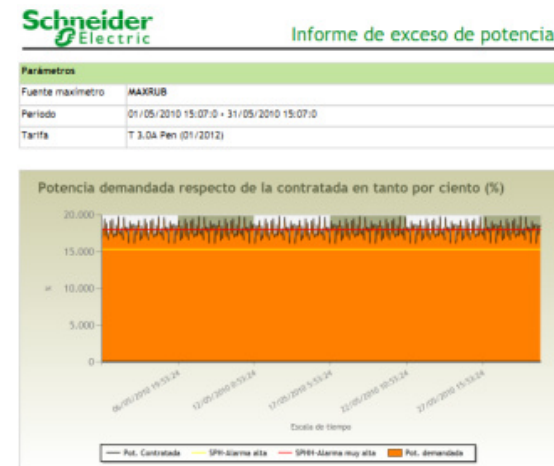 Schneider
Electric
Informe de exceso de potencia
Parámetros
Fuente maxímetro MAXRUB
Periodo 01/05/2010 15:07:0 - 31/05/2010 15:07:0
Tarifa T 3.0A Pen (01/2012)
Potencia demandada respecto de la contratada en tanto por ciento (%)
20.000
15.000
10.000
5.000
0
%
06/05/2010 19:53:24 12/05/2010 0:53:24 17/05/2010 5:53:24 22/05/2010 10:53:24 27/05/2010 15:53:24
Escala de tiempo
Pot. Contratada SPH-Alarma alta SPHH-Alarma muy alta Pot. demandada